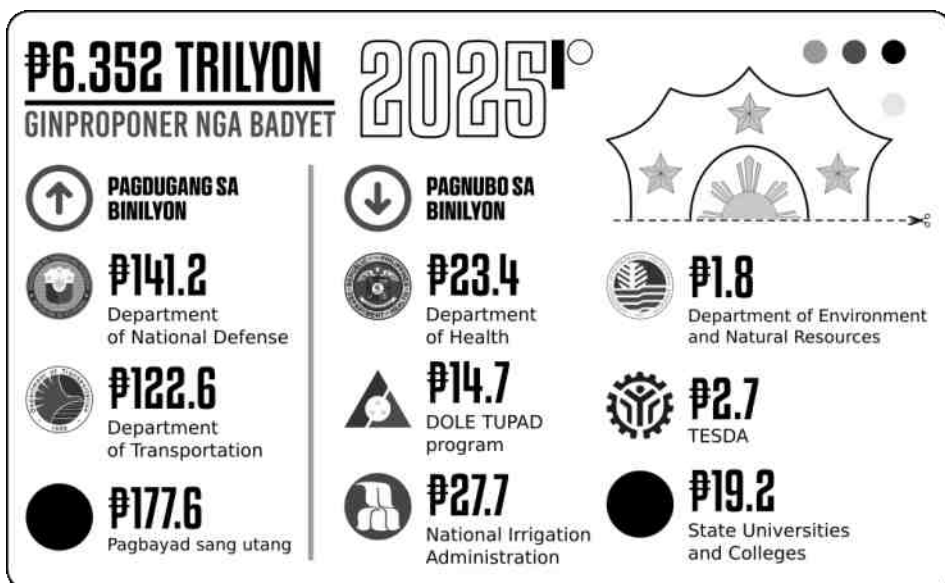 ₱6.352 TRILYON
GINPROPONER NGA BADYET
2025
PAGDUGANG SA
BINILYON
₱141.2
Department
of National Defense
₱122.6
Department
of Transportation
₱177.6
Pagbayad sang utang
PAGNUBO SA
BINILYON
₱23.4
Department
of Health
₱14.7
DOLE TUPAD
program
₱27.7
National Irrigation
Administration
₱1.8
Department of Environment
and Natural Resources
₱2.7
TESDA
₱19.2
State Universities
and Colleges